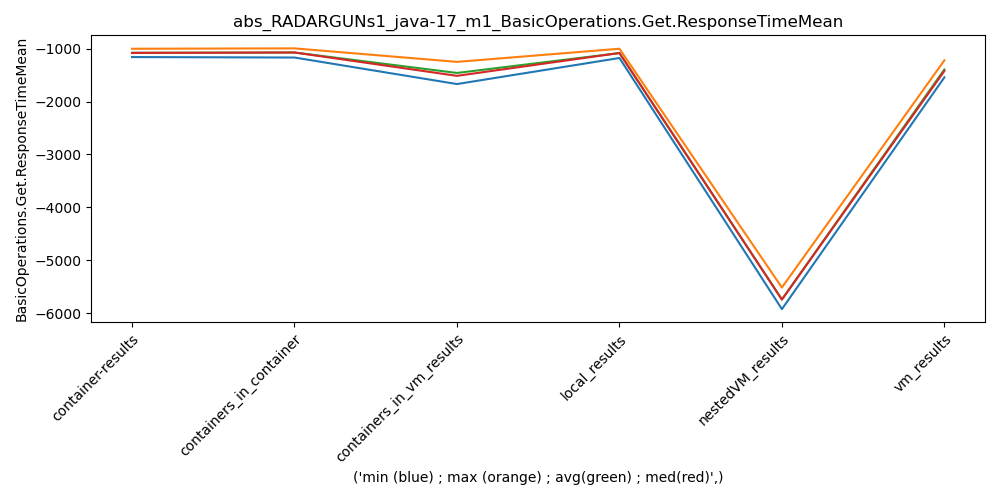 abs_RADARGUNs1_java-17_m1_BasicOperations.Get.ResponseTimeMean
BasicOperations.Get.ResponseTimeMean
−1000
−2000
−3000
−4000
−5000
−6000
container-results
containers_in_container
containers_in_vm_results
local_results
nestedVM_results
vm_results
('min (blue) ; max (orange) ; avg(green) ; med(red)',)